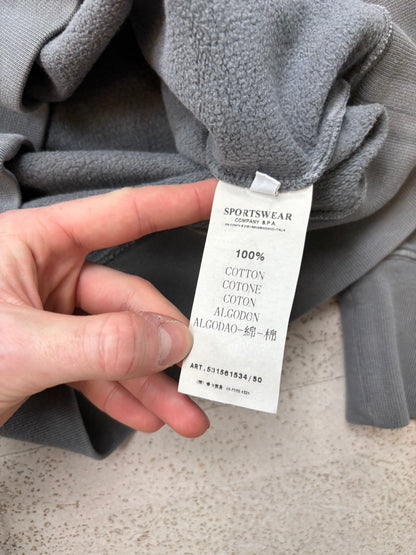 SPORTSWEAR
COMPANY S.P.A.
100%
COTTON
COTONE
COTON
ALGODON
ALGODAO-綿-棉
ART. 531561534/50